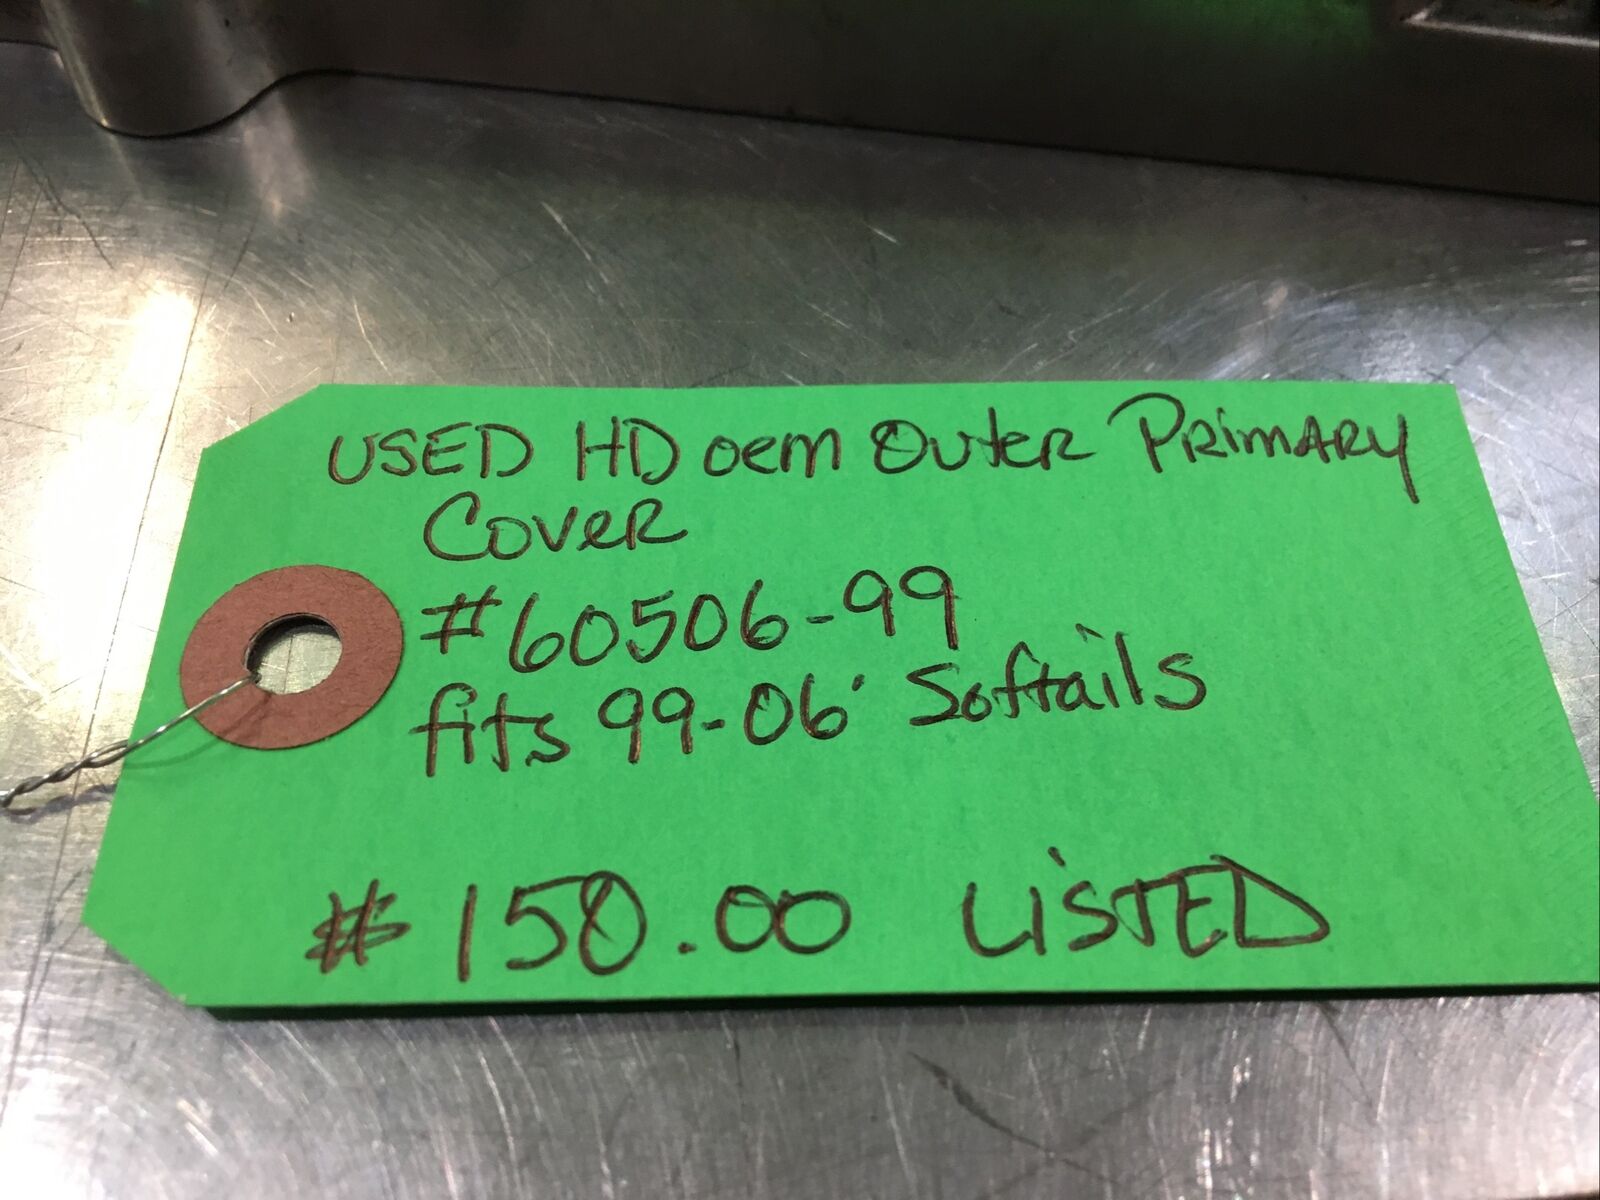 USED HD oem Outer Primary
Cover
#60506-99
fits 99-06' Softails
$150.00 LiSTED